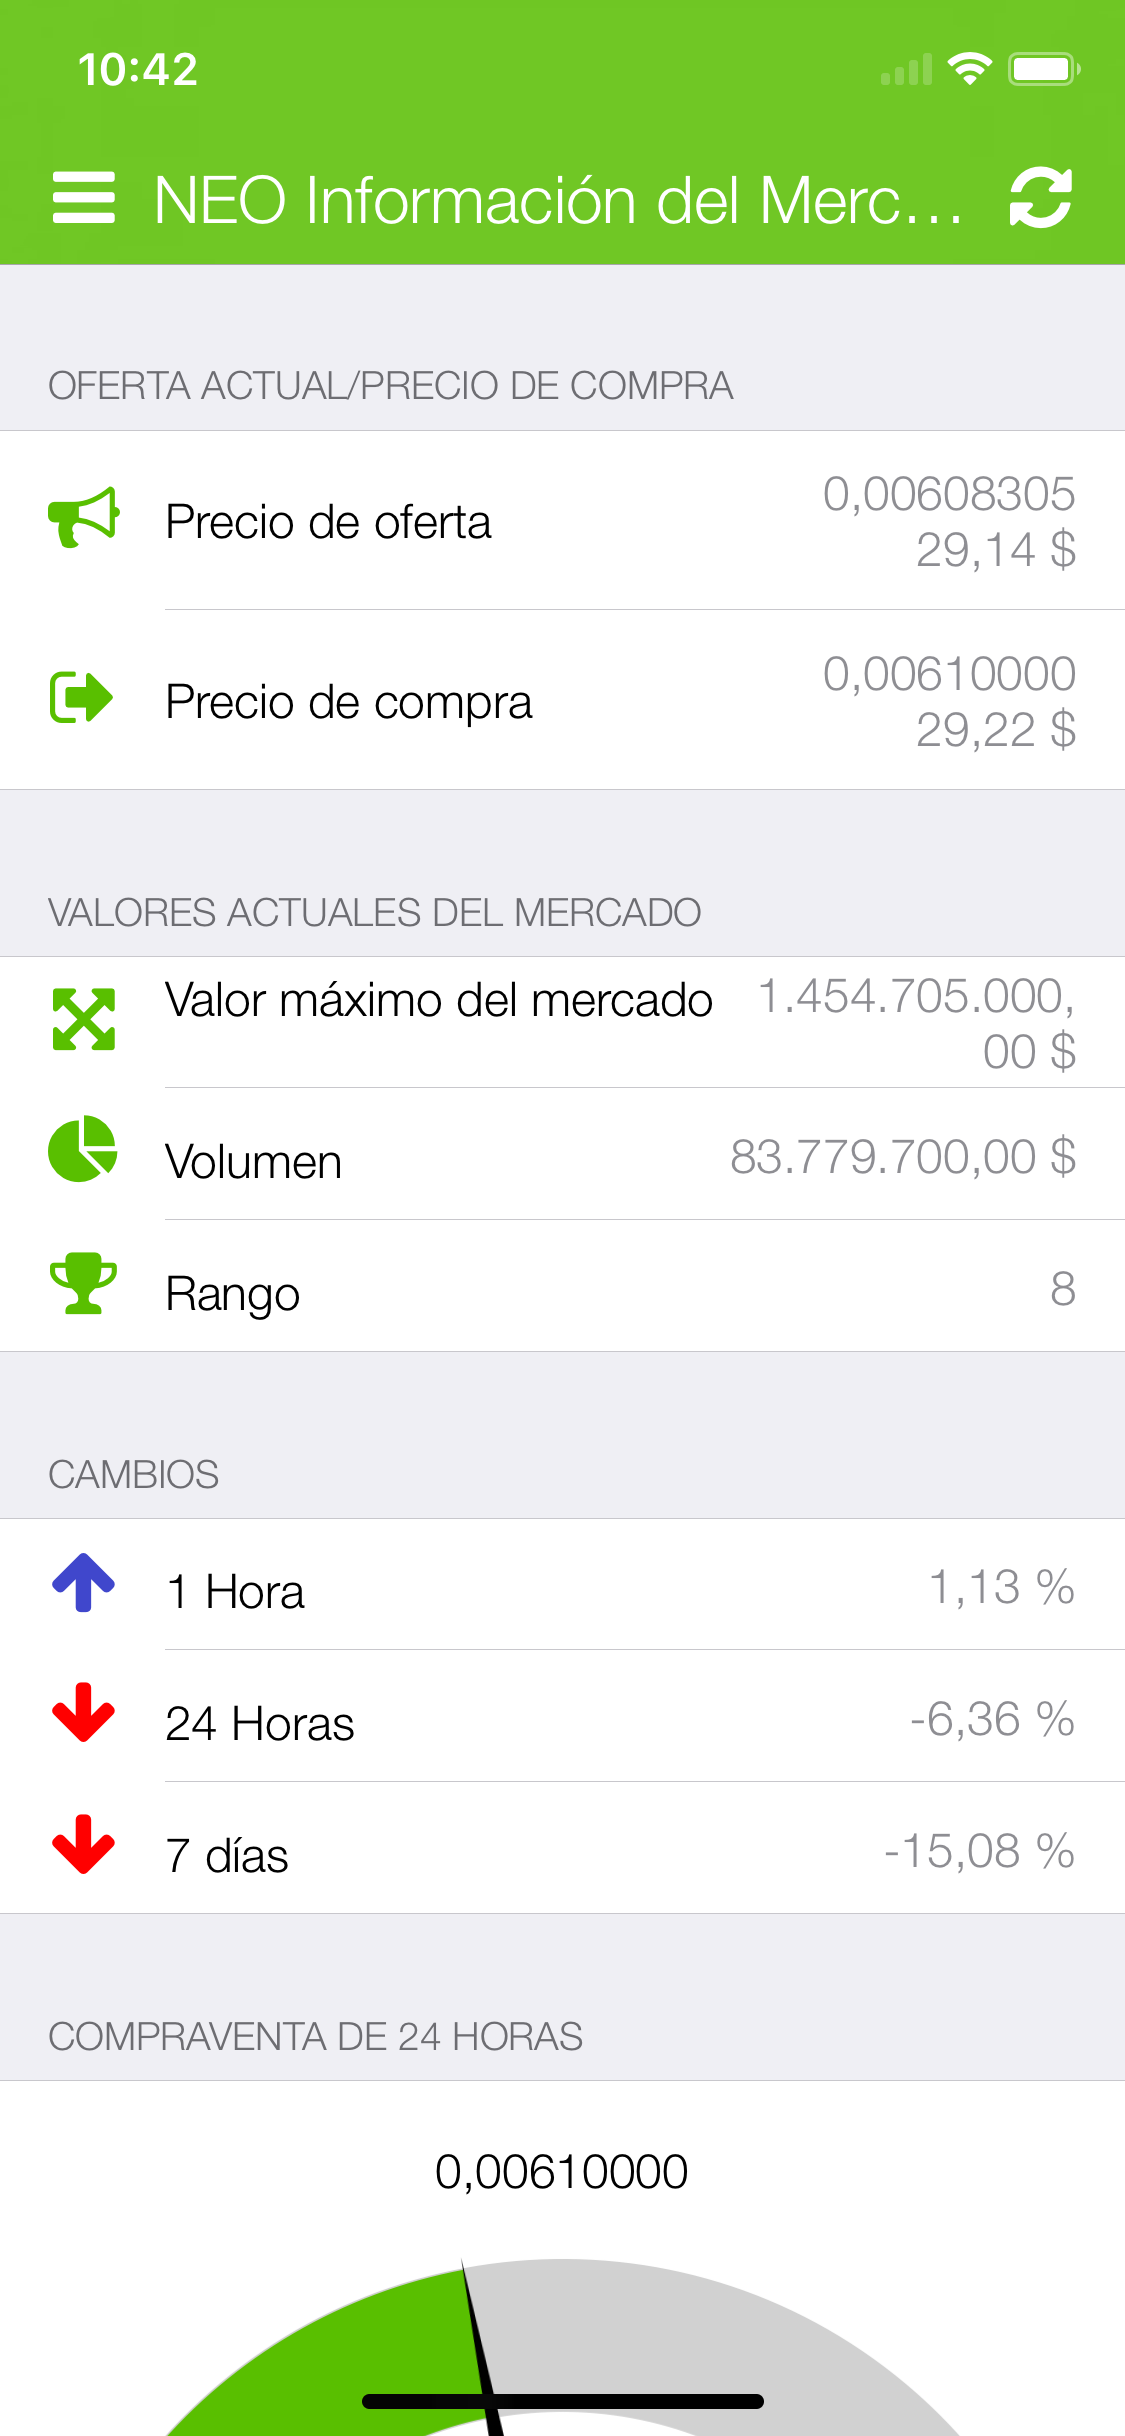 10:42
NEO Información del Merc...
OFERTA ACTUAL/PRECIO DE COMPRA
Precio de oferta
0,00608305
29,14 $
Precio de compra
0,00610000
29,22 $
VALORES ACTUALES DEL MERCADO
Valor máximo del mercado
1.454.705.000,
00 $
Volumen
83.779.700,00 $
Rango
8
CAMBIOS
1 Hora
1,13 %
24 Horas
-6,36 %
7 días
-15,08 %
COMPRAVENTA DE 24 HORAS
0,00610000